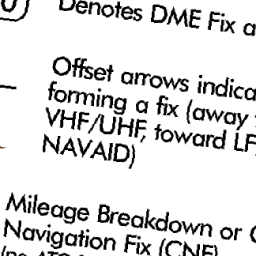 Denotes DME Fix a
Offset arrows indica
forming a fix (away
VHF/UHF, toward LF
NAVAID)
Mileage Breakdown or
Navigation Fix (CNF)